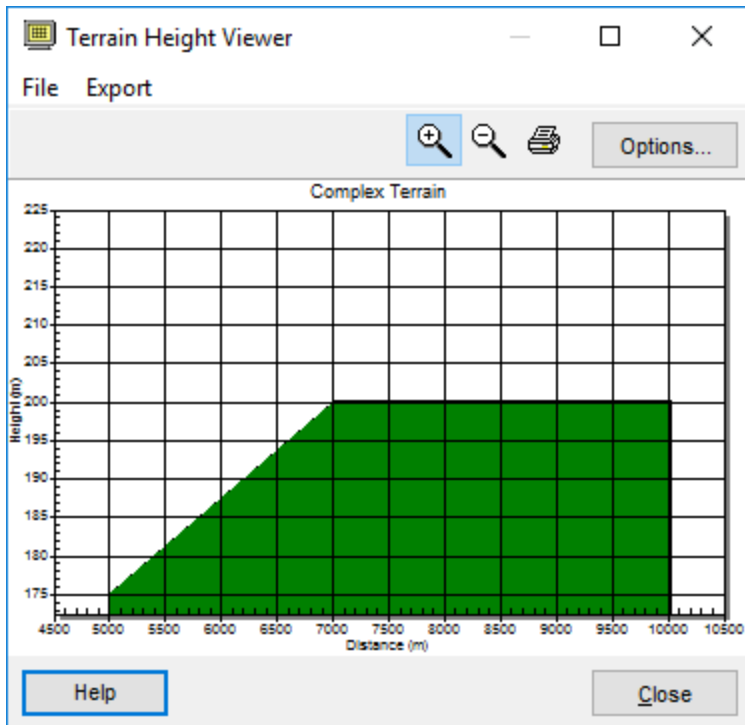 Terrain Height Viewer
File Export
Options...
Complex Terrain
225
220
215
210
205
200
195
190
185
180
175
Height (m)
4500 5000 5500 6000 6500 7000 7500 8000 8500 9000 9500 10000 10500
Distance (m)
Help Close